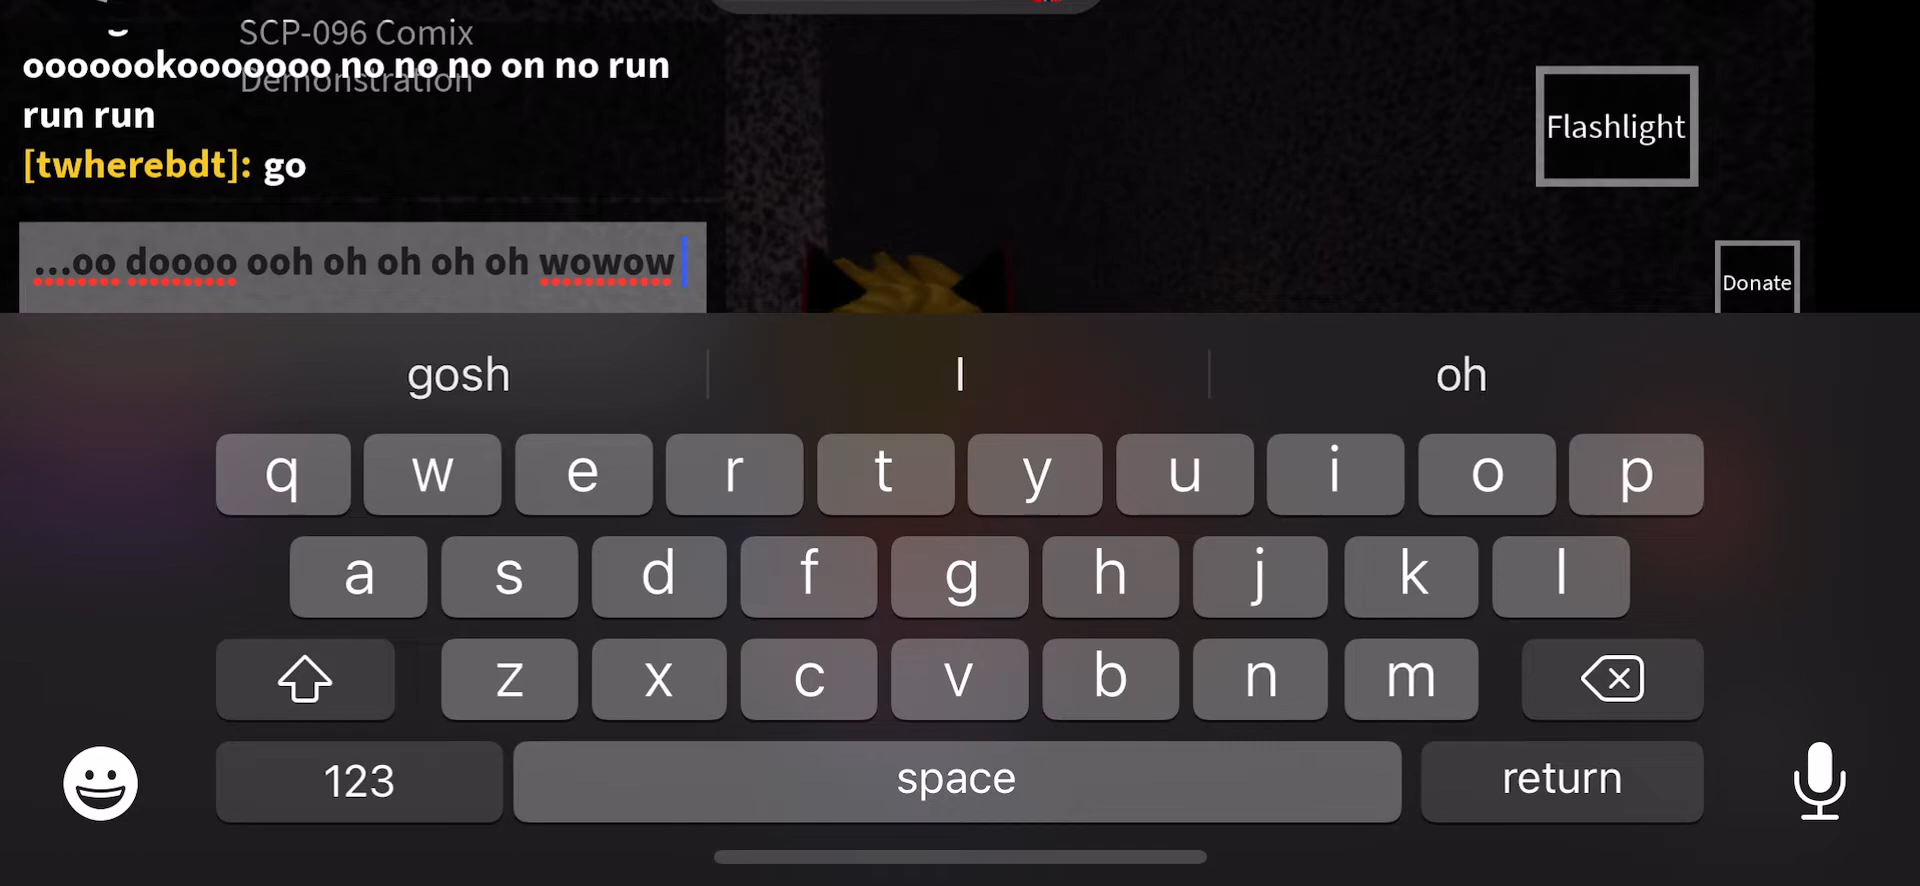 SCP-096 Comix
Demonstration
ooooookooooooo no no no on no run
run run
[twherebdt]: go
Flashlight
...oo doooo ooh oh oh oh oh wowow
Donate
gosh I oh
q w e r t y u i o p
a s d f g h j k l
z x c v b n m
123 space return